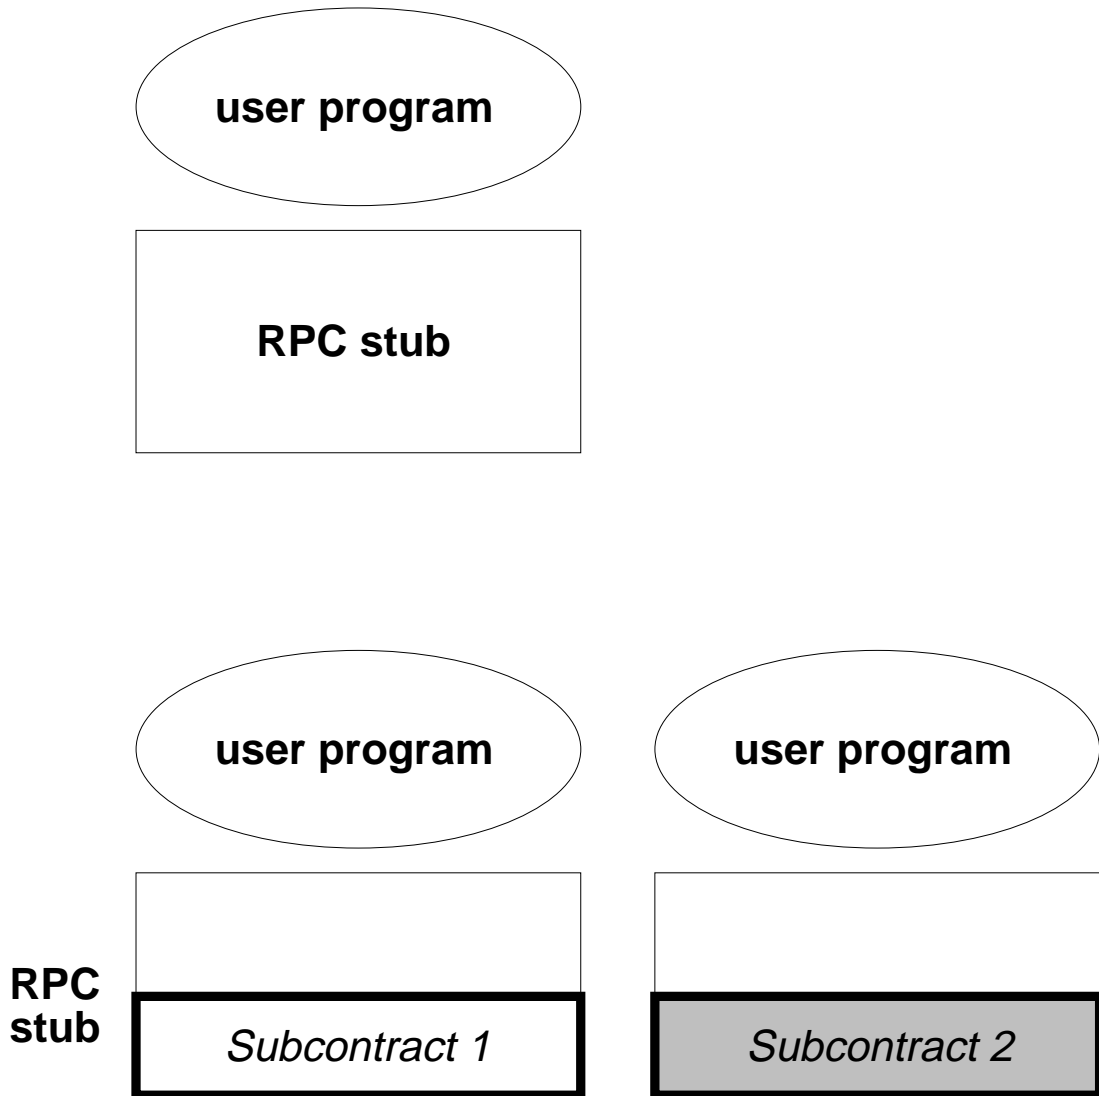 user program
RPC stub
user program
user program
RPC
stub
Subcontract 1
Subcontract 2